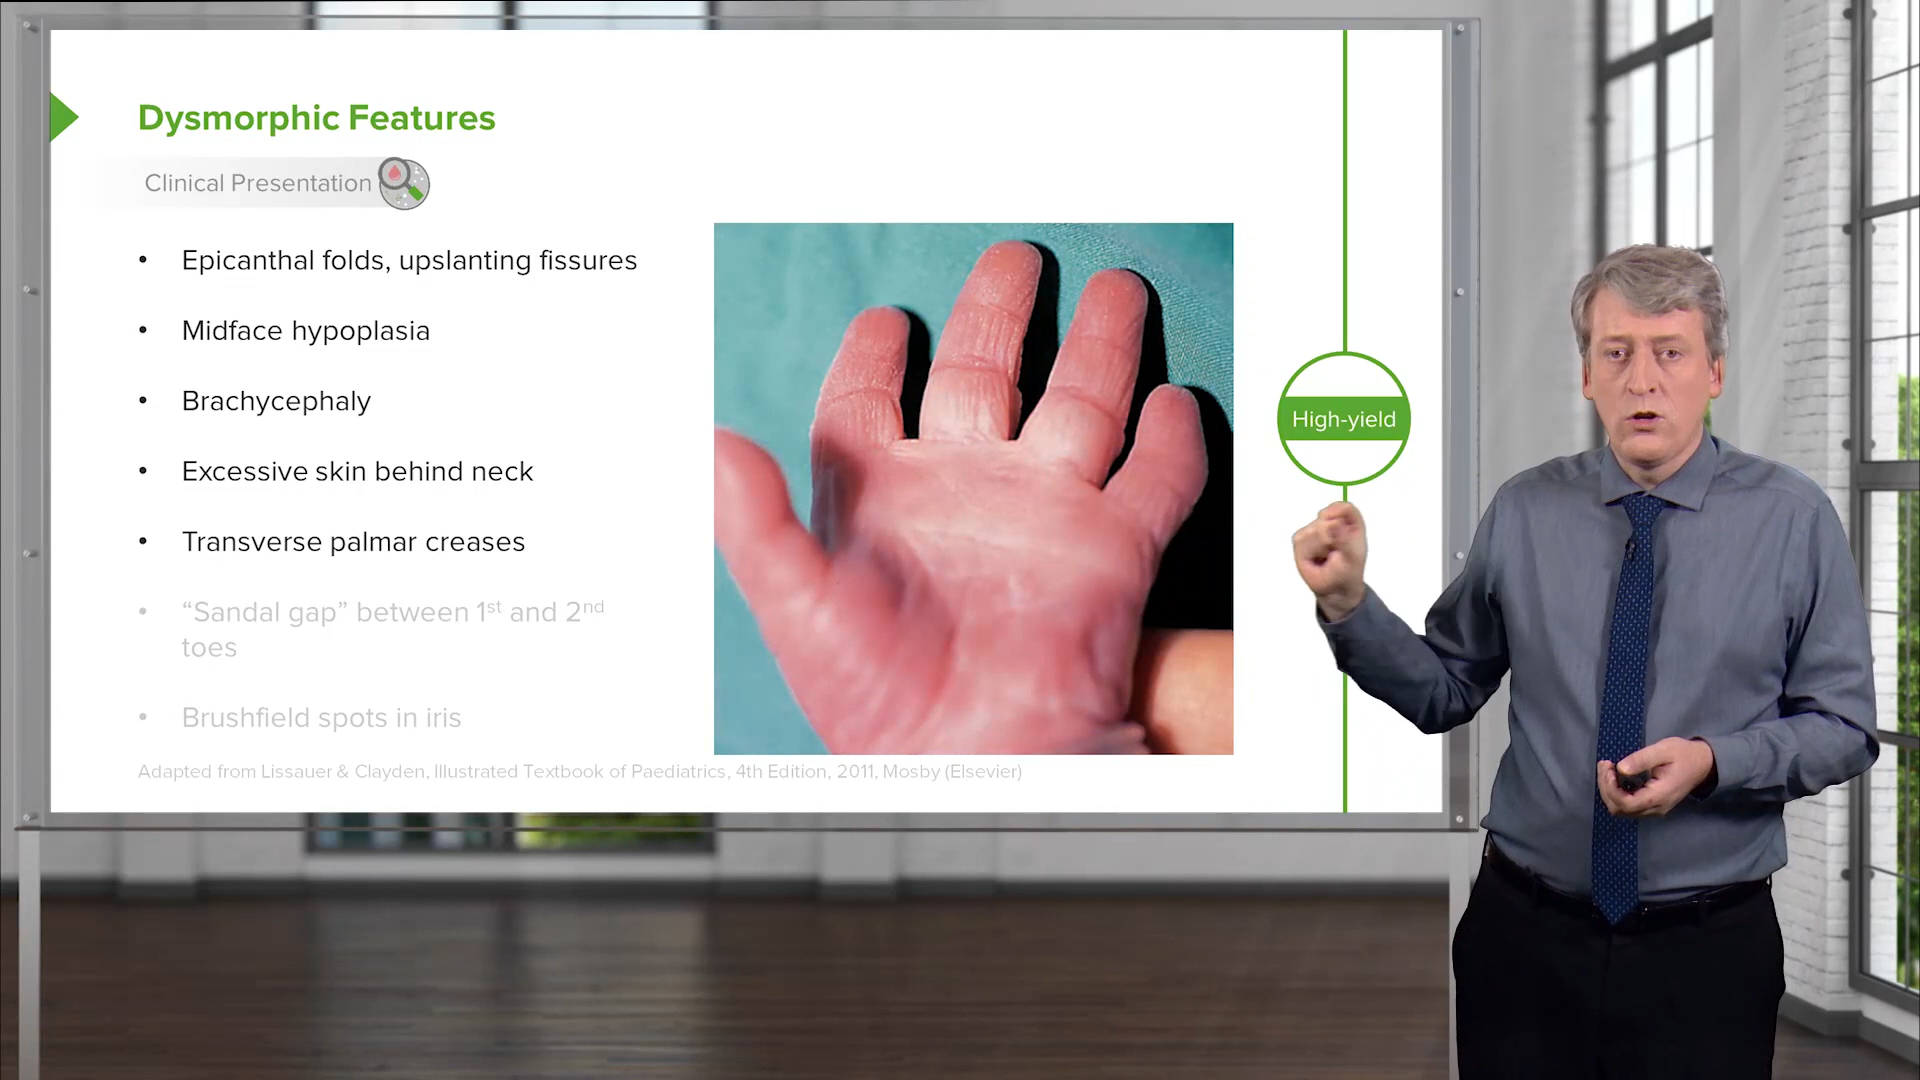 Dysmorphic Features
Clinical Presentation
• Epicanthal folds, upslanting fissures
• Midface hypoplasia
• Brachycephaly
• Excessive skin behind neck
• Transverse palmar creases
• “Sandal gap” between 1st and 2nd
toes
• Brushfield spots in iris
Adapted from Lissauer & Clayden, Illustrated Textbook of Paediatrics, 4th Edition, 2011, Mosby (Elsevier)
High-yield